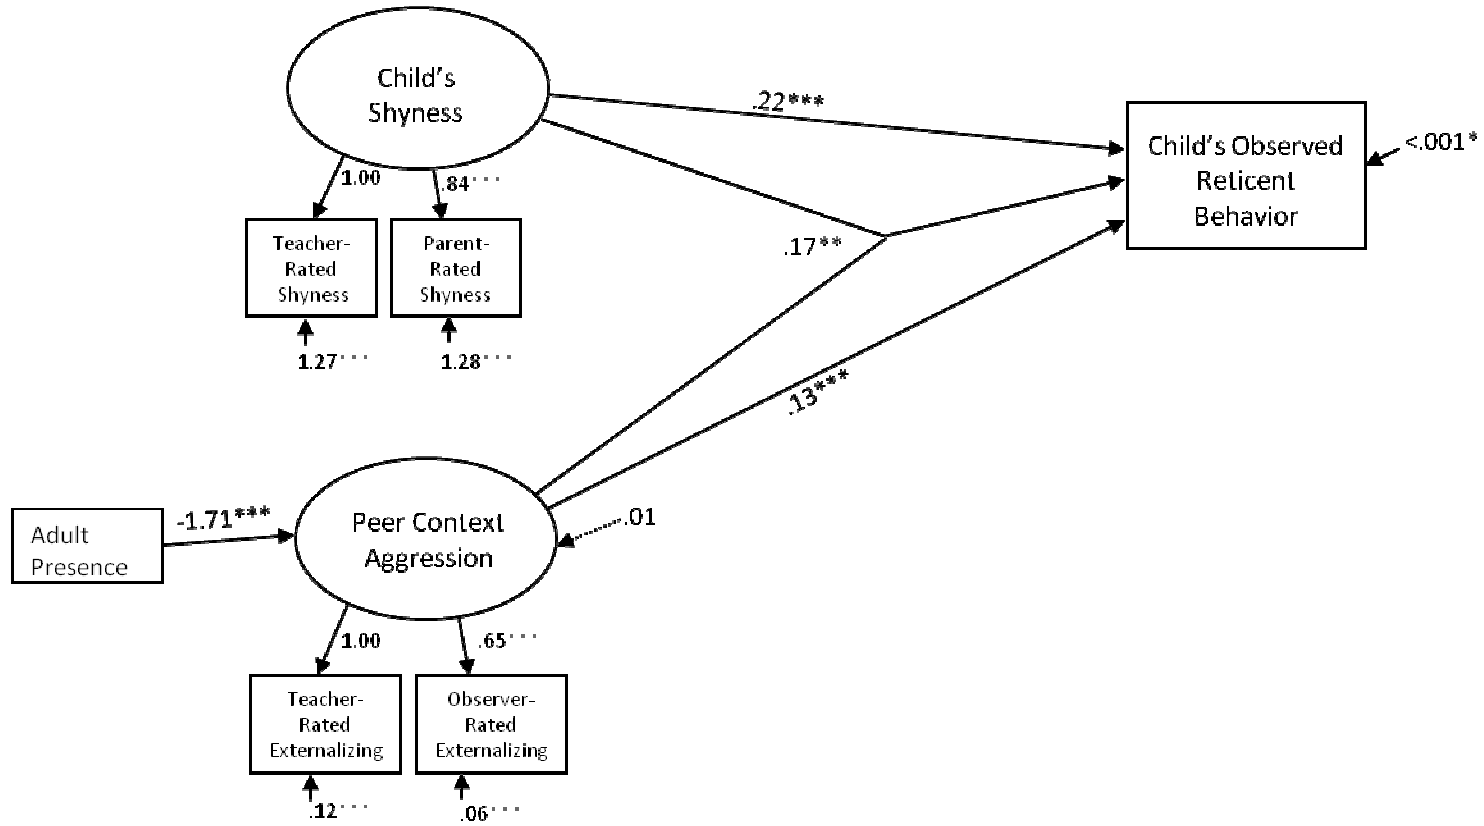 Child's
Shyness
.22***
Child's Observed
Reticent
Behavior
<.001*
1.00
.84***
Teacher-
Rated
Shyness
Parent-
Rated
Shyness
.17**
1.27***
1.28***
.13***
Adult
Presence
-1.71***
Peer Context
Aggression
.01
1.00
.65***
Teacher-
Rated
Externalizing
Observer-
Rated
Externalizing
.12***
.06***